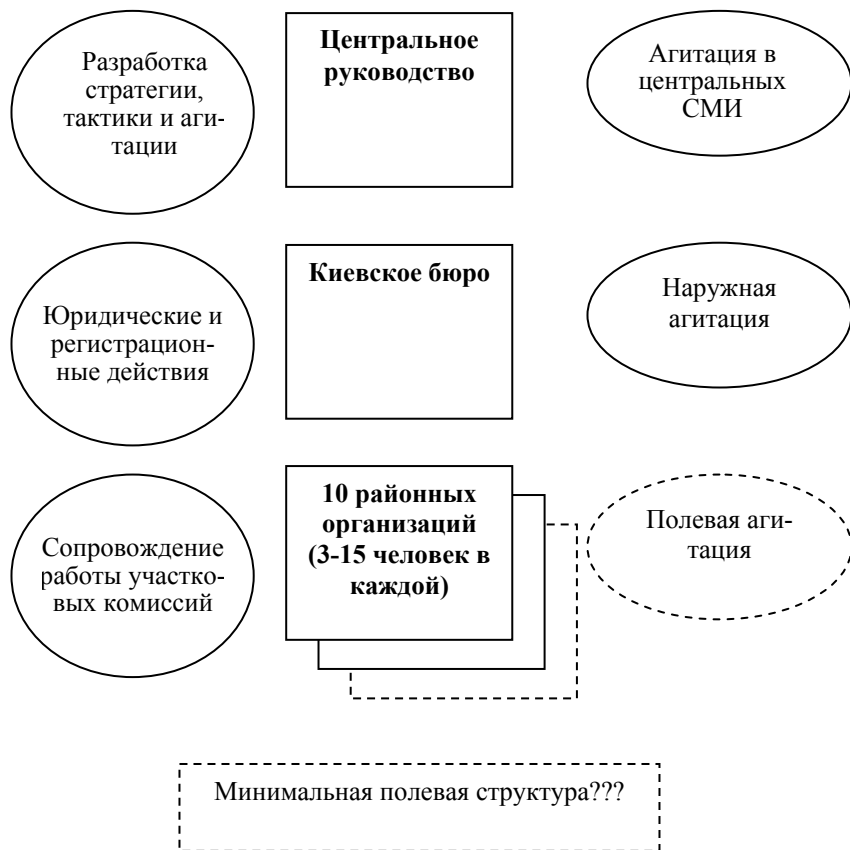 Разработка
стратегии,
тактики и аги-
тации
Центральное
руководство
Агитация в
центральных
СМИ
Юридические и
регистрацион-
ные действия
Киевское бюро
Наружная
агитация
Сопровождение
работы участко-
вых комиссий
10 районных
организаций
(3-15 человек в
каждой)
Полевая аги-
тация
Минимальная полевая структура???